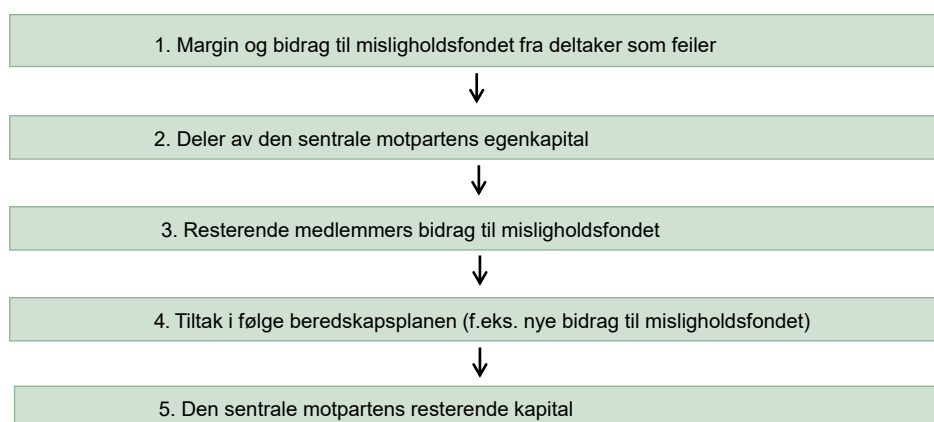 1. Margin og bidrag til misligholdsfondet fra deltaker som feiler
2. Deler av den sentrale motpartens egenkapital
3. Resterende medlemmers bidrag til misligholdsfondet
4. Tiltak i følge beredskapsplanen (f.eks. nye bidrag til misligholdsfondet)
5. Den sentrale motpartens resterende kapital